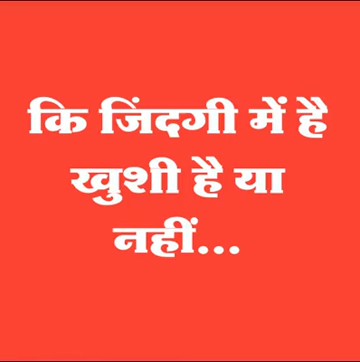 कि जिंदगी में है
खुशी है या
नहीं...